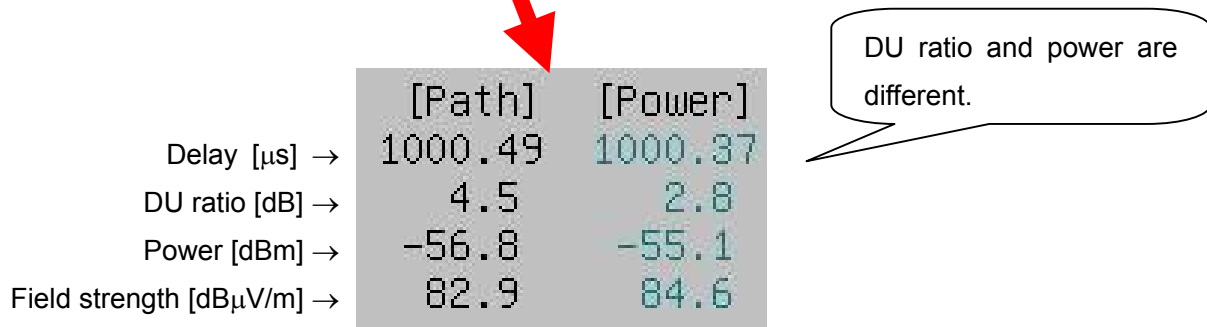 DU ratio and power are
different.
[Path] [Power]
Delay [μs] → 1000.49 1000.37
DU ratio [dB] → 4.5 2.8
Power [dBm] → -56.8 -55.1
Field strength [dBμV/m] → 82.9 84.6